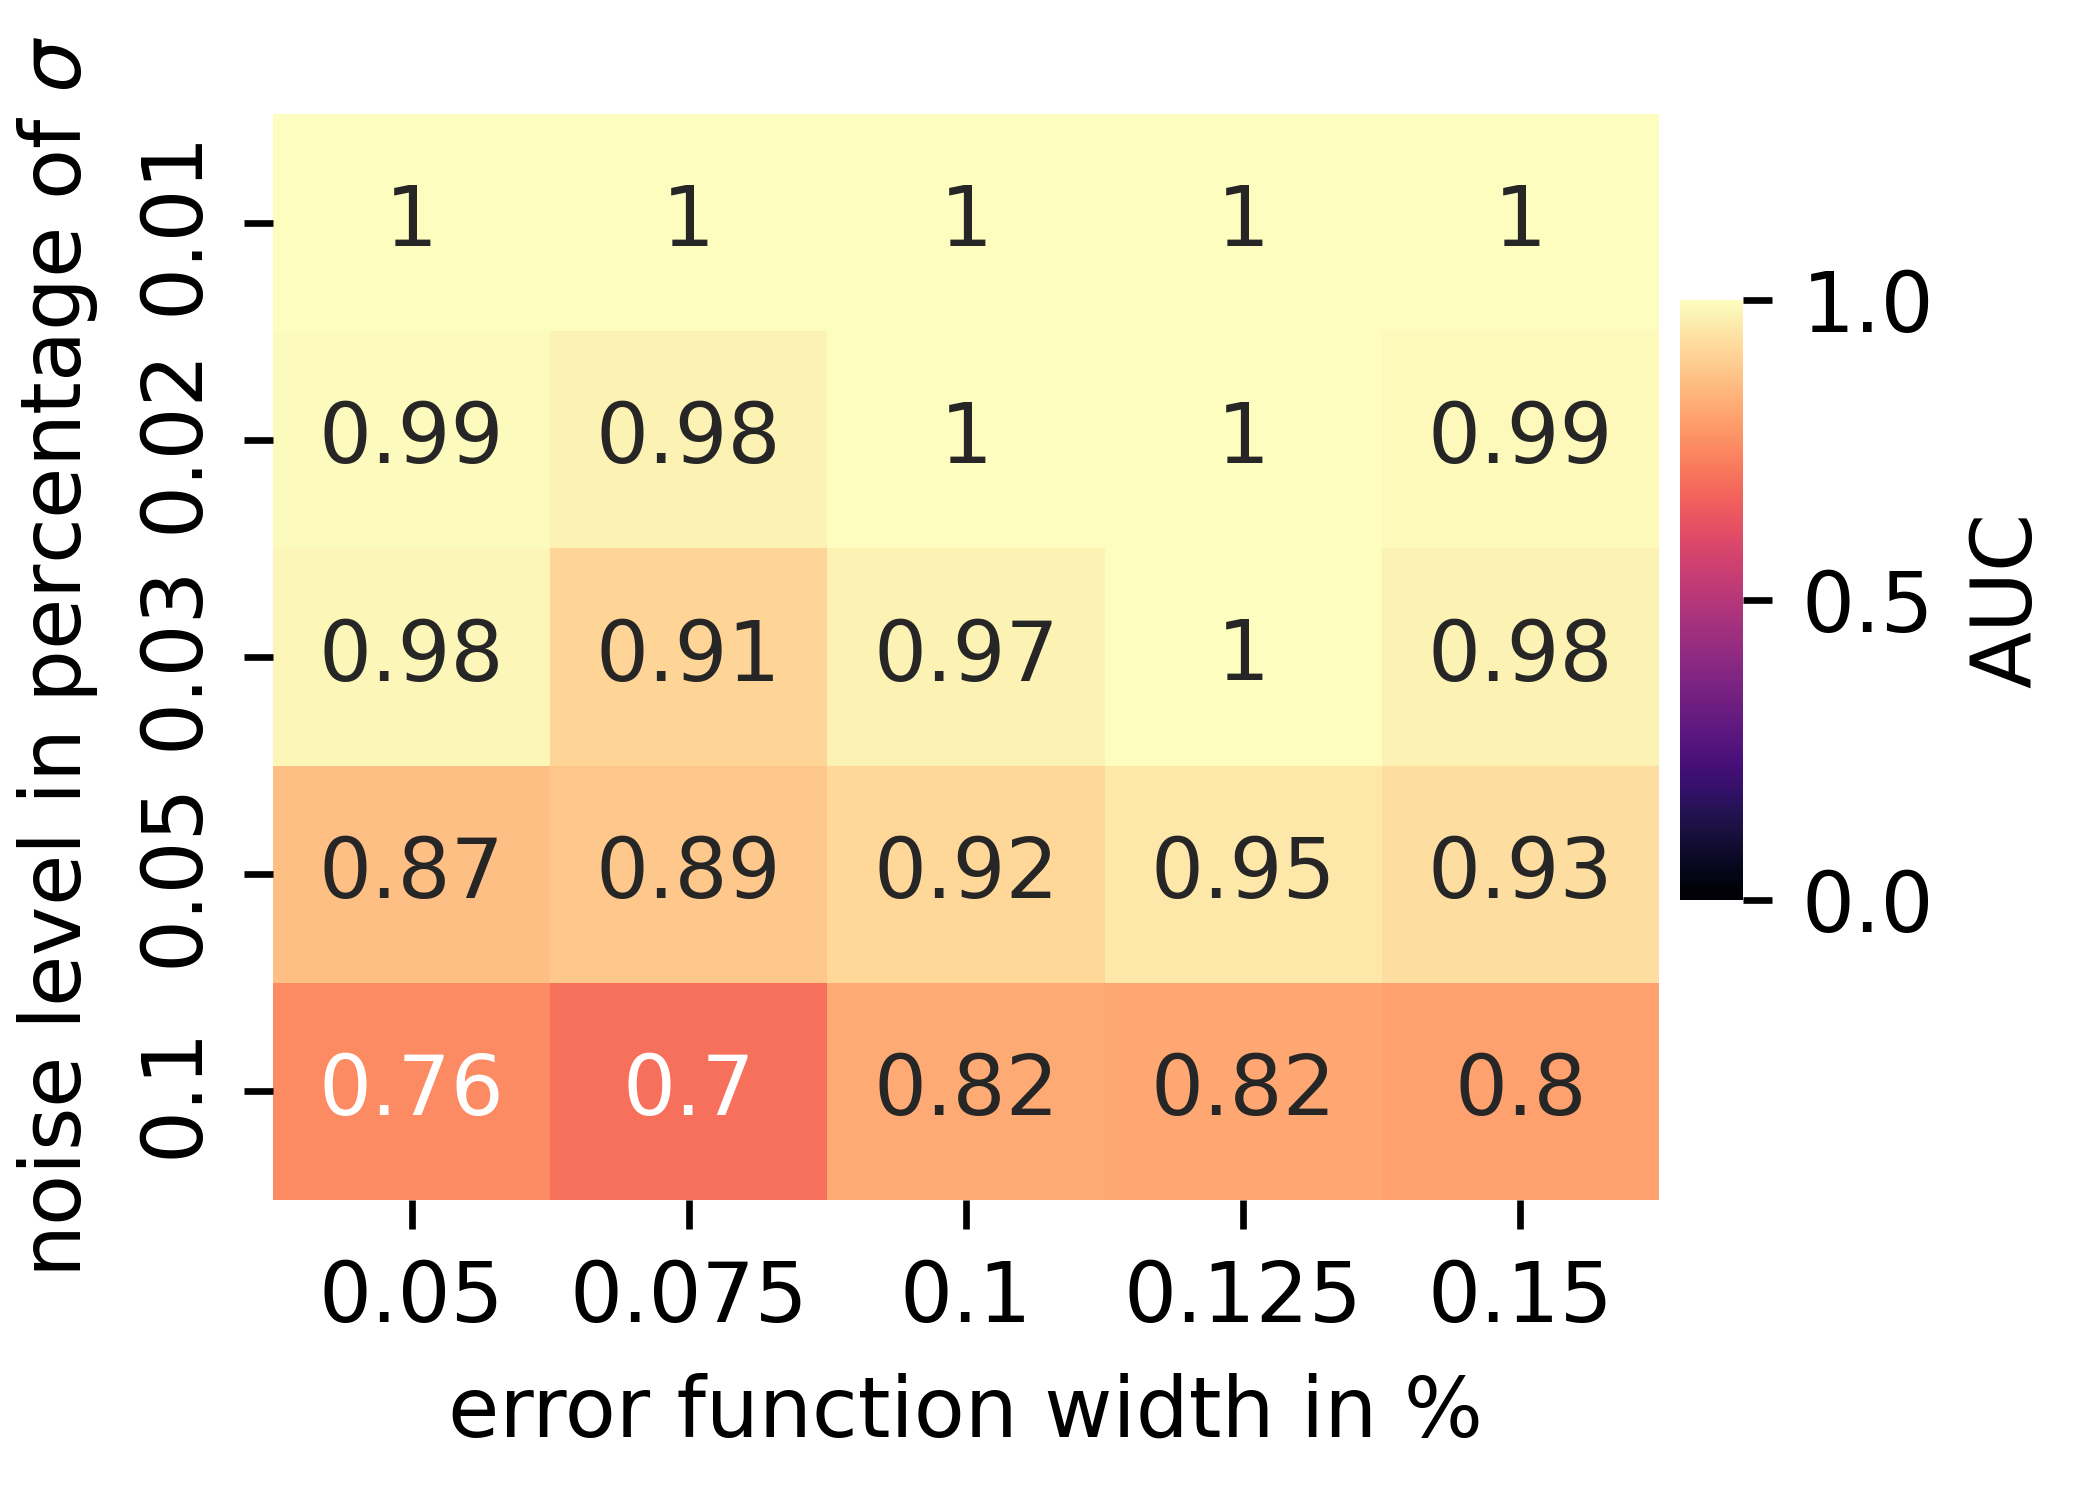 noise level in percentage of σ
0.01 1 1 1 1 1
0.02 0.99 0.98 1 1 0.99
0.03 0.98 0.91 0.97 1 0.98
0.05 0.87 0.89 0.92 0.95 0.93
0.1 0.76 0.7 0.82 0.82 0.8
0.05 0.075 0.1 0.125 0.15
error function width in %
1.0
0.5
0.0
AUC